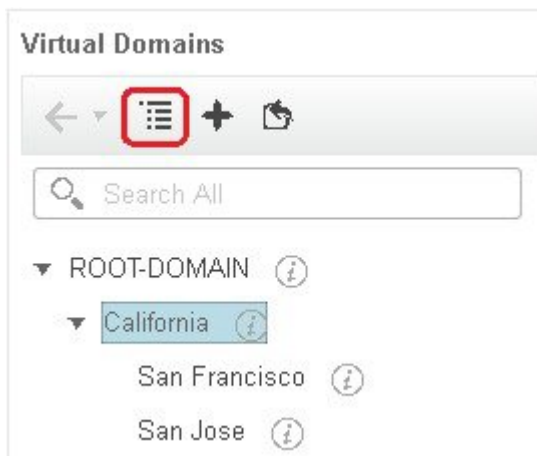 Virtual Domains
Search All
ROOT-DOMAIN
California
San Francisco
San Jose